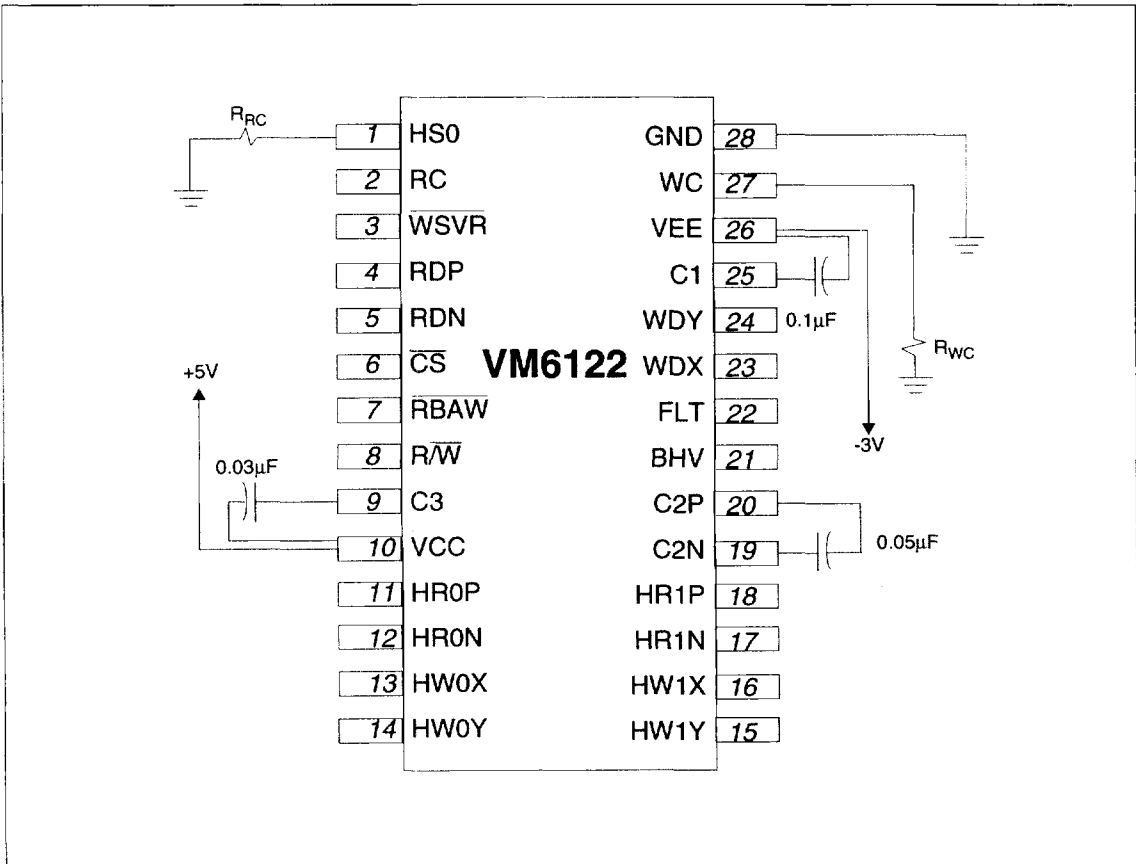 R_RC
1 HS0
2 RC
3 W̅S̅V̅R̅
4 RDP
5 RDN
6 C̅S̅
7 R̅B̅A̅W̅
8 R/W̅
9 C3
10 VCC
11 HR0P
12 HR0N
13 HW0X
14 HW0Y
+5V
0.03µF
VM6122
GND 28
WC 27
VEE 26
C1 25
WDY 24
WDX 23
FLT 22
BHV 21
C2P 20
C2N 19
HR1P 18
HR1N 17
HW1X 16
HW1Y 15
0.1µF
R_WC
-3V
0.05µF